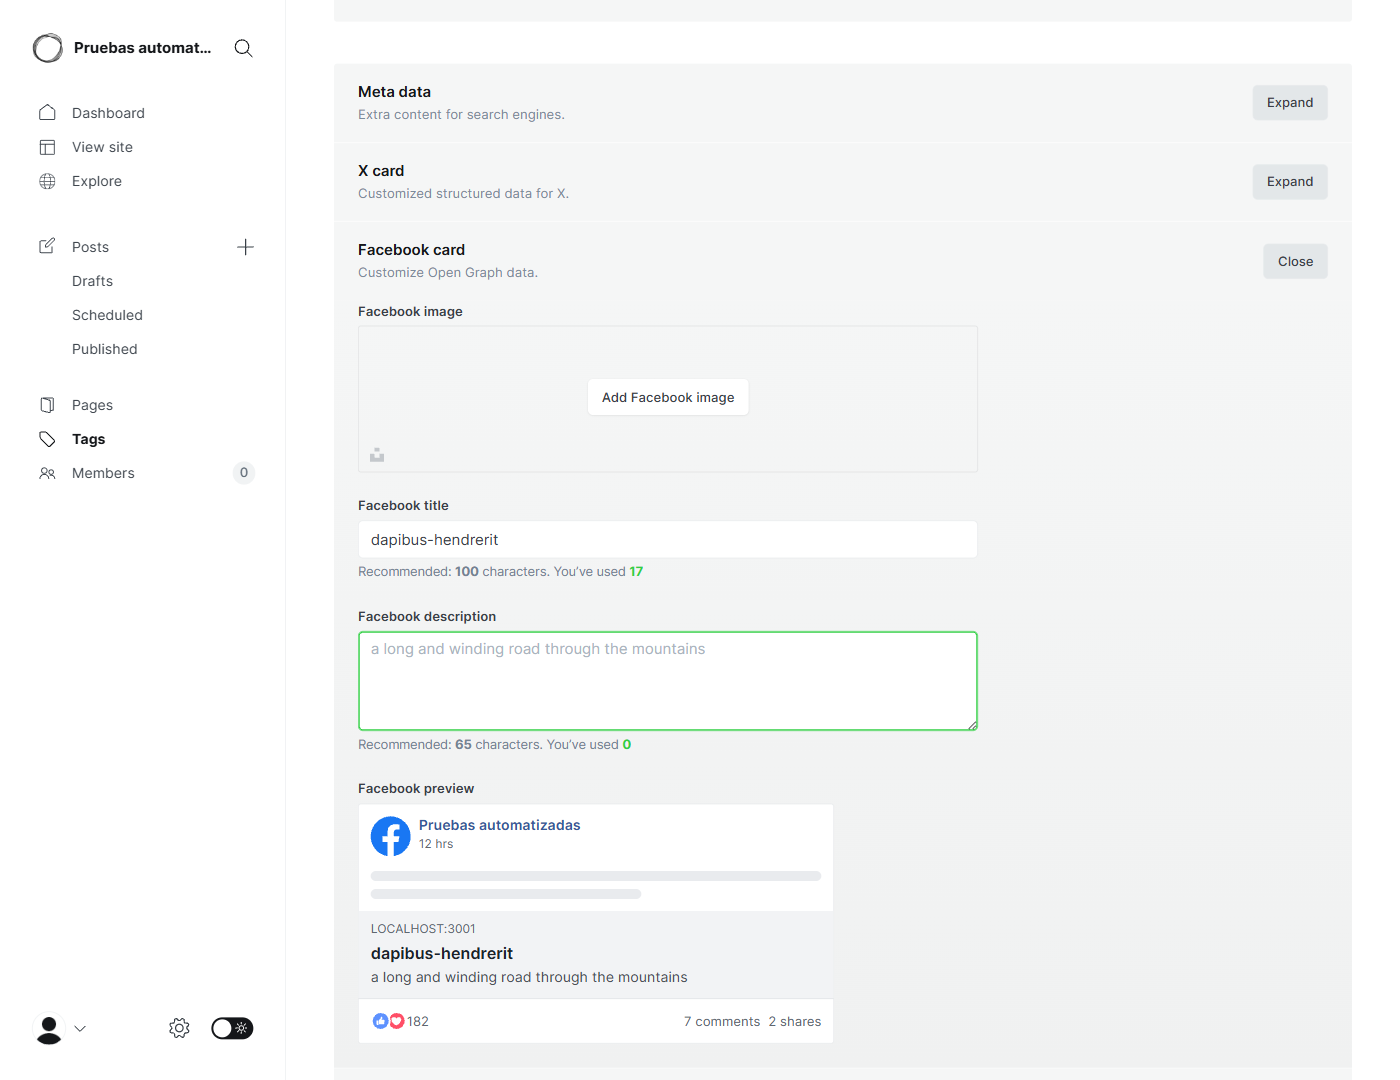 Pruebas automat...
Dashboard
View site
Explore
Posts
Drafts
Scheduled
Published
Pages
Tags
Members
0
Meta data
Extra content for search engines.
Expand
X card
Customized structured data for X.
Expand
Facebook card
Customize Open Graph data.
Close
Facebook image
Add Facebook image
Facebook title
dapibus-hendrerit
Recommended: 100 characters. You’ve used 17
Facebook description
a long and winding road through the mountains
Recommended: 65 characters. You’ve used 0
Facebook preview
Pruebas automatizadas
12 hrs
LOCALHOST:3001
dapibus-hendrerit
a long and winding road through the mountains
182
7 comments 2 shares